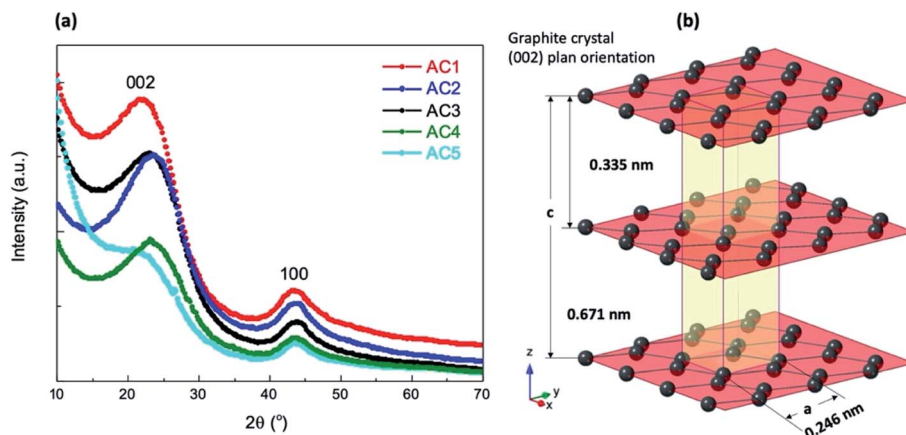 (a)
Intensity (a.u.)
002
100
AC1
AC2
AC3
AC4
AC5
10 20 30 40 50 60 70
2θ (º)
(b)
Graphite crystal
(002) plan orientation
0.335 nm
c
0.671 nm
z
y
x
a
0.246 nm